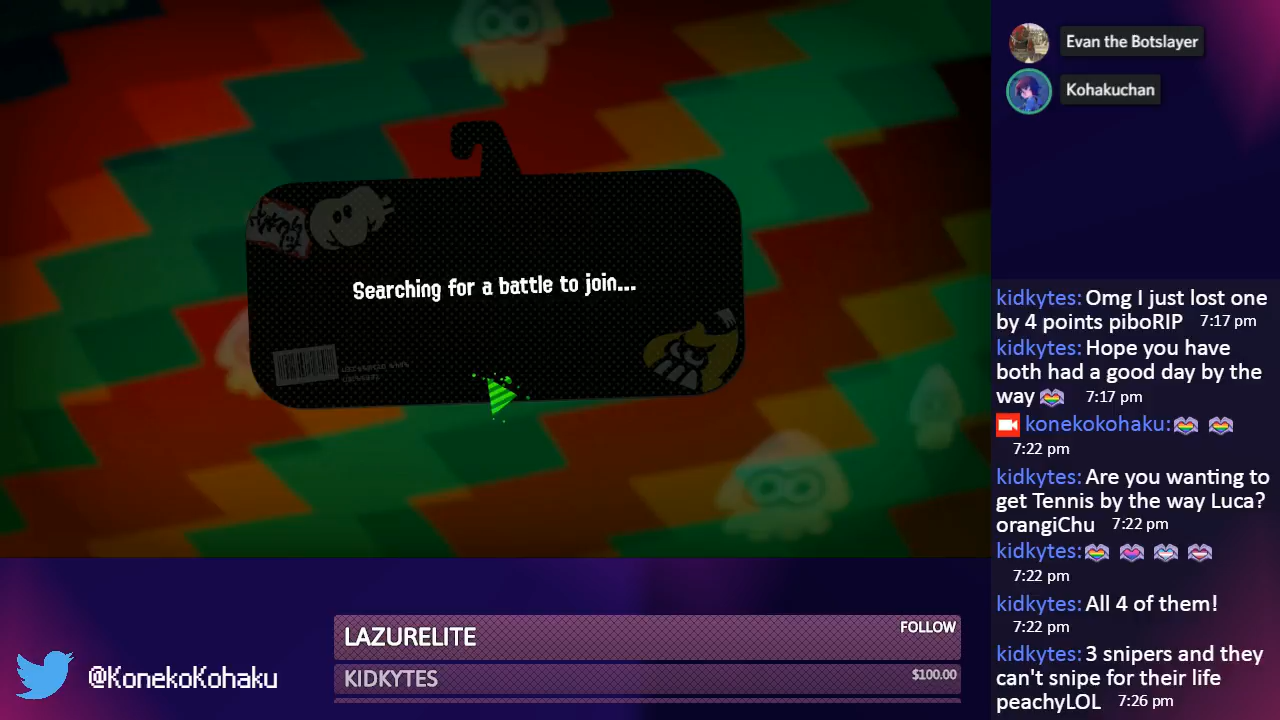 Searching for a battle to join...
Evan the Botslayer
Kohakuchan
kidkytes: Omg I just lost one
by 4 points piboRIP 7:17 pm
kidkytes: Hope you have
both had a good day by the
way 7:17 pm
konekokohaku:
7:22 pm
kidkytes: Are you wanting to
get Tennis by the way Luca?
orangiChu 7:22 pm
kidkytes:
7:22 pm
kidkytes: All 4 of them!
7:22 pm
kidkytes: 3 snipers and they
can't snipe for their life
peachyLOL 7:26 pm
@KonekoKohaku
LAZURELITE FOLLOW
KIDKYTES $100.00